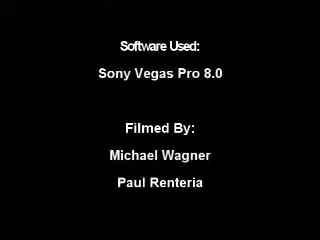 Software Used:
Sony Vegas Pro 8.0
Filmed By:
Michael Wagner
Paul Renteria